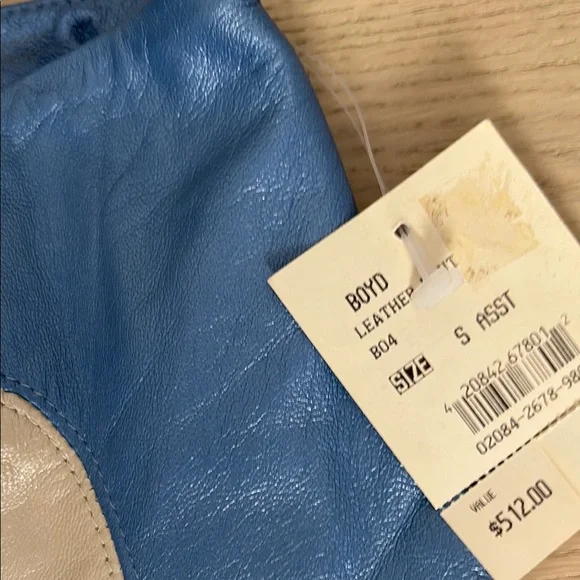 BOYD
LEATHER
B04
SIZE S ASST
4 20842 67801 2
02084-2678-98
VALUE
$512.00